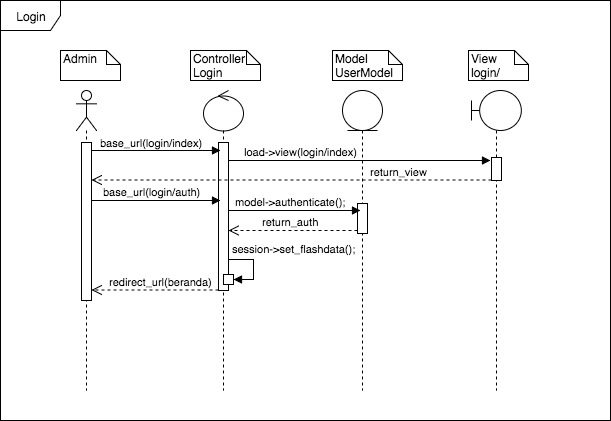 Login
Admin
Controller
Login
Model
UserModel
View
login/
base_url(login/index)
load->view(login/index)
return_view
base_url(login/auth)
model->authenticate();
return_auth
session->set_flashdata();
redirect_url(beranda)